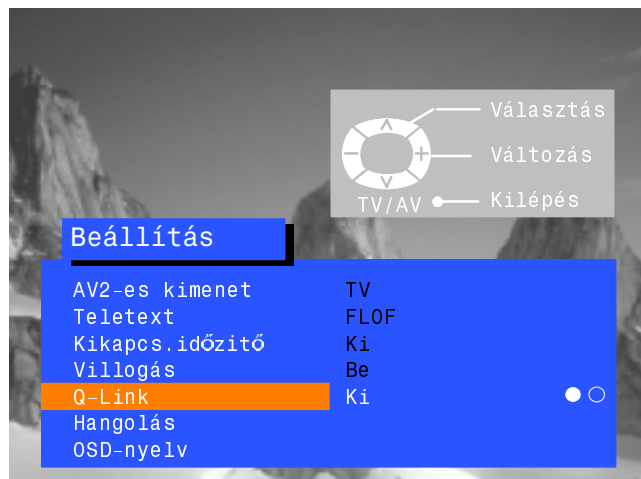 Választás
Változás
TV/AV Kilépés
Beállítás
AV2-es kimenet TV
Teletext FLOF
Kikapcs.időzitő Ki
Villogás Be
Q-Link Ki
Hangolás
OSD-nyelv